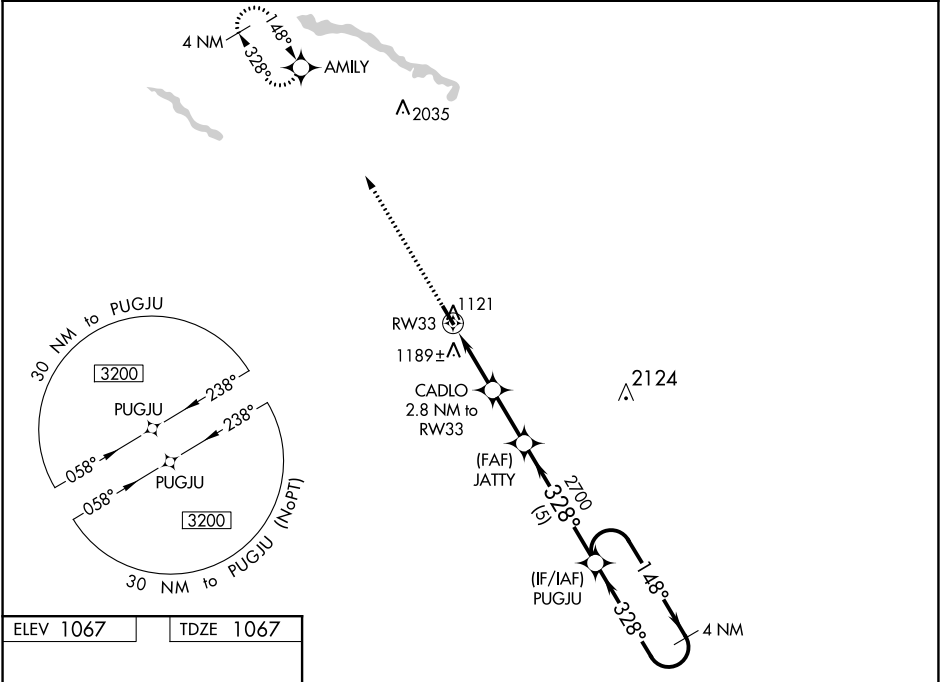 4 NM
148°
328°
AMILY
2035
1121
RW33
1189±
CADLO
2.8 NM to
RW33
2124
(FAF)
JATTY
2700
328°
(5)
(IF/IAF)
PUGJU
148°
328°
4 NM
30 NM to PUGJU
3200
PUGJU
238°
058°
238°
058°
PUGJU
3200
30 NM to PUGJU (NoPT)
ELEV 1067
TDZE 1067